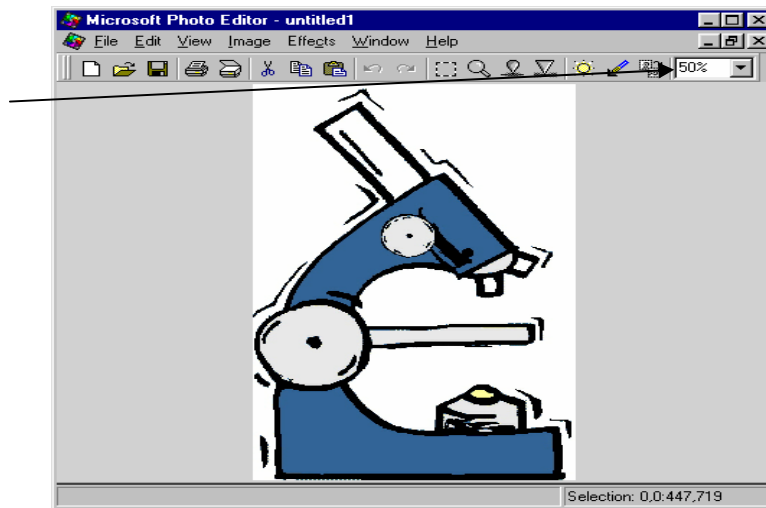 Microsoft Photo Editor - untitled1
File Edit View Image Effects Window Help
50%
Selection: 0,0:447,719